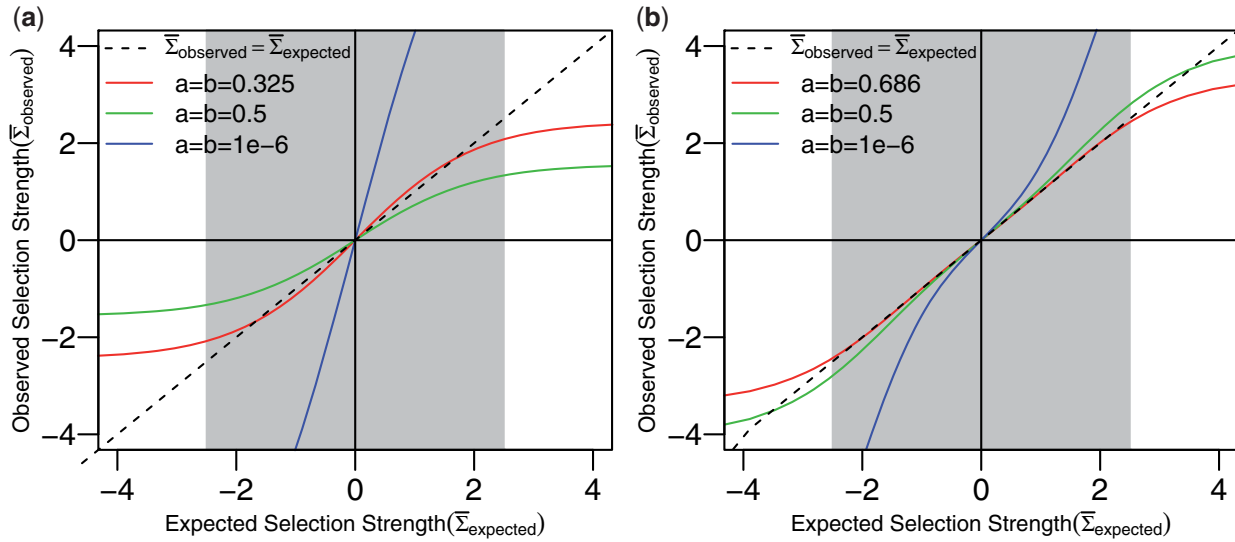 (a)
Observed Selection Strength(Σ̅observed)
4
2
0
−2
−4
Σ̅observed = Σ̅expected
a=b=0.325
a=b=0.5
a=b=1e−6
−4 −2 0 2 4
Expected Selection Strength(Σ̅expected)
(b)
Observed Selection Strength(Σ̅observed)
4
2
0
−2
−4
Σ̅observed = Σ̅expected
a=b=0.686
a=b=0.5
a=b=1e−6
−4 −2 0 2 4
Expected Selection Strength(Σ̅expected)